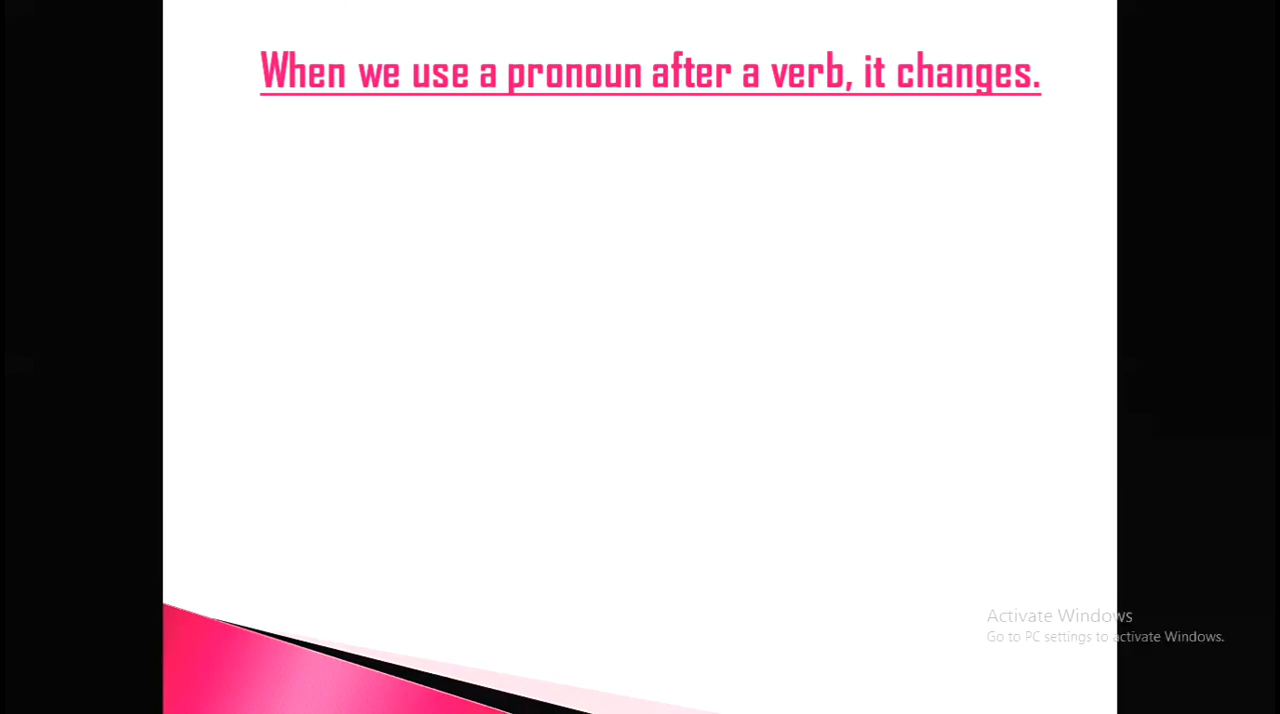 When we use a pronoun after a verb, it changes.
Activate Windows
Go to PC settings to activate Windows.